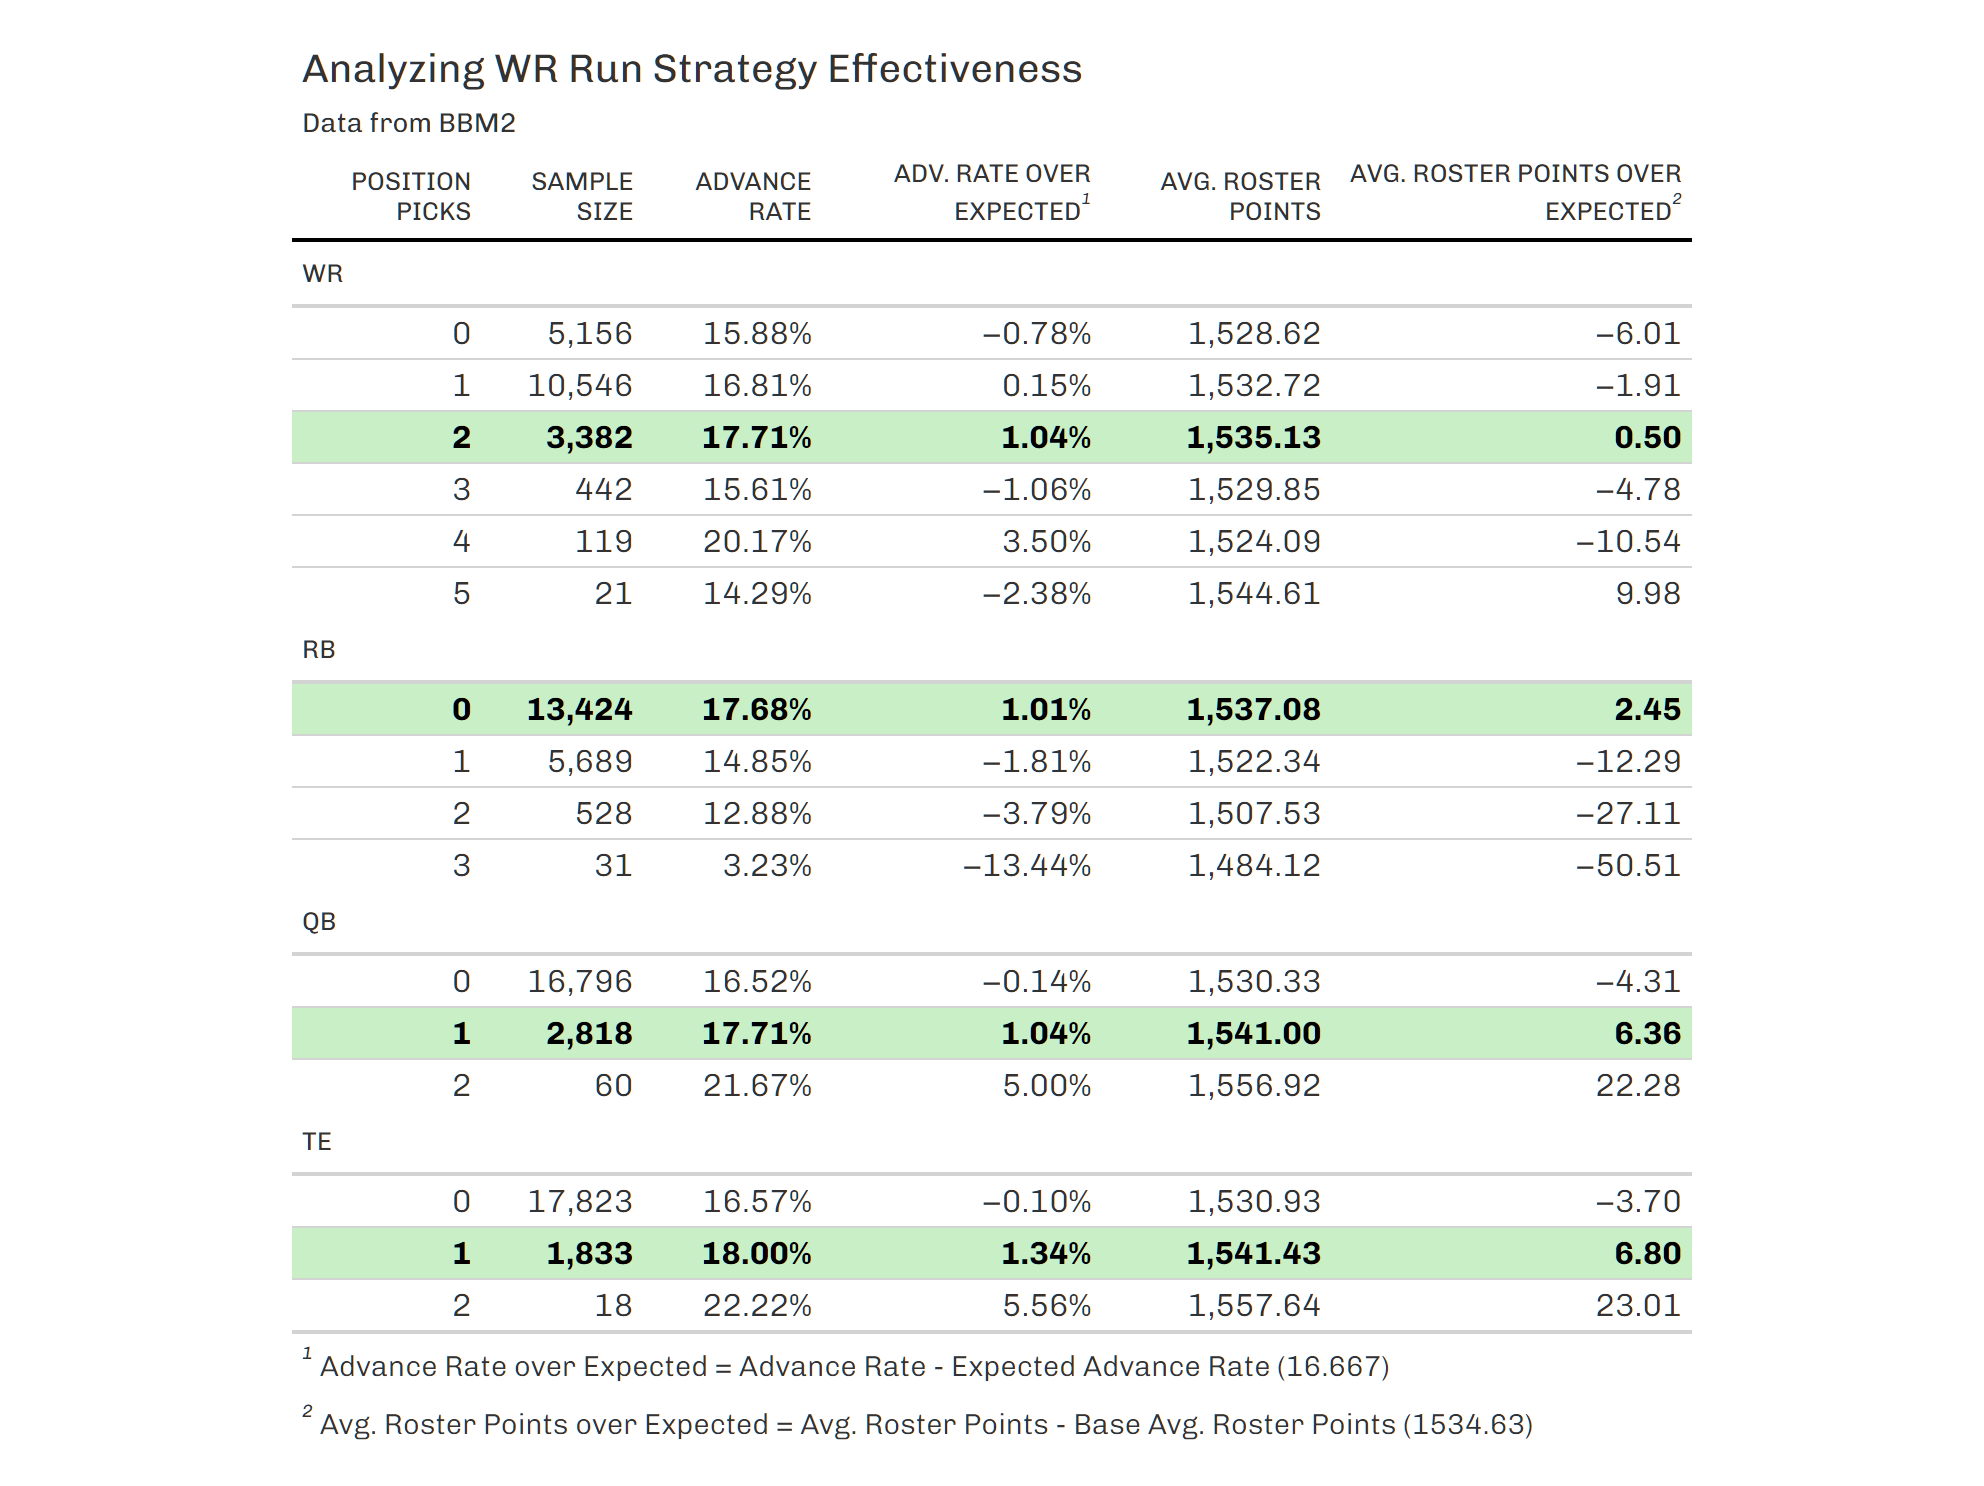 Analyzing WR Run Strategy Effectiveness
Data from BBM2
POSITION PICKS SAMPLE SIZE ADVANCE RATE ADV. RATE OVER EXPECTED1 AVG. ROSTER POINTS AVG. ROSTER POINTS OVER EXPECTED2
WR
0 5,156 15.88% −0.78% 1,528.62 −6.01
1 10,546 16.81% 0.15% 1,532.72 −1.91
2 3,382 17.71% 1.04% 1,535.13 0.50
3 442 15.61% −1.06% 1,529.85 −4.78
4 119 20.17% 3.50% 1,524.09 −10.54
5 21 14.29% −2.38% 1,544.61 9.98
RB
0 13,424 17.68% 1.01% 1,537.08 2.45
1 5,689 14.85% −1.81% 1,522.34 −12.29
2 528 12.88% −3.79% 1,507.53 −27.11
3 31 3.23% −13.44% 1,484.12 −50.51
QB
0 16,796 16.52% −0.14% 1,530.33 −4.31
1 2,818 17.71% 1.04% 1,541.00 6.36
2 60 21.67% 5.00% 1,556.92 22.28
TE
0 17,823 16.57% −0.10% 1,530.93 −3.70
1 1,833 18.00% 1.34% 1,541.43 6.80
2 18 22.22% 5.56% 1,557.64 23.01
1 Advance Rate over Expected = Advance Rate - Expected Advance Rate (16.667)
2 Avg. Roster Points over Expected = Avg. Roster Points - Base Avg. Roster Points (1534.63)